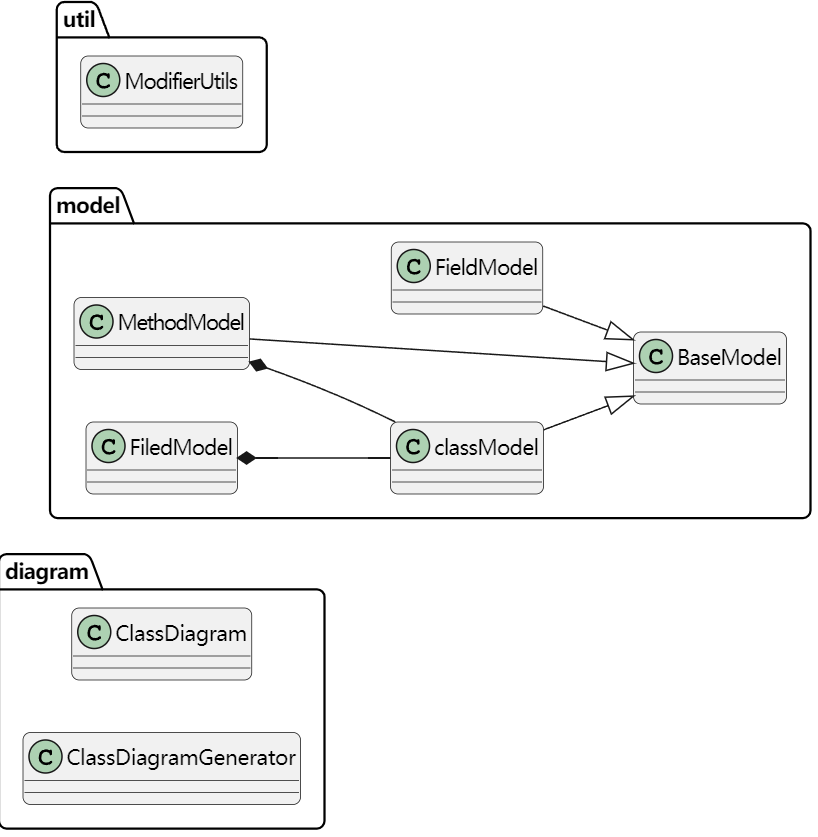 util
C ModifierUtils
model
C FieldModel
C MethodModel
C BaseModel
C FiledModel
C classModel
diagram
C ClassDiagram
C ClassDiagramGenerator